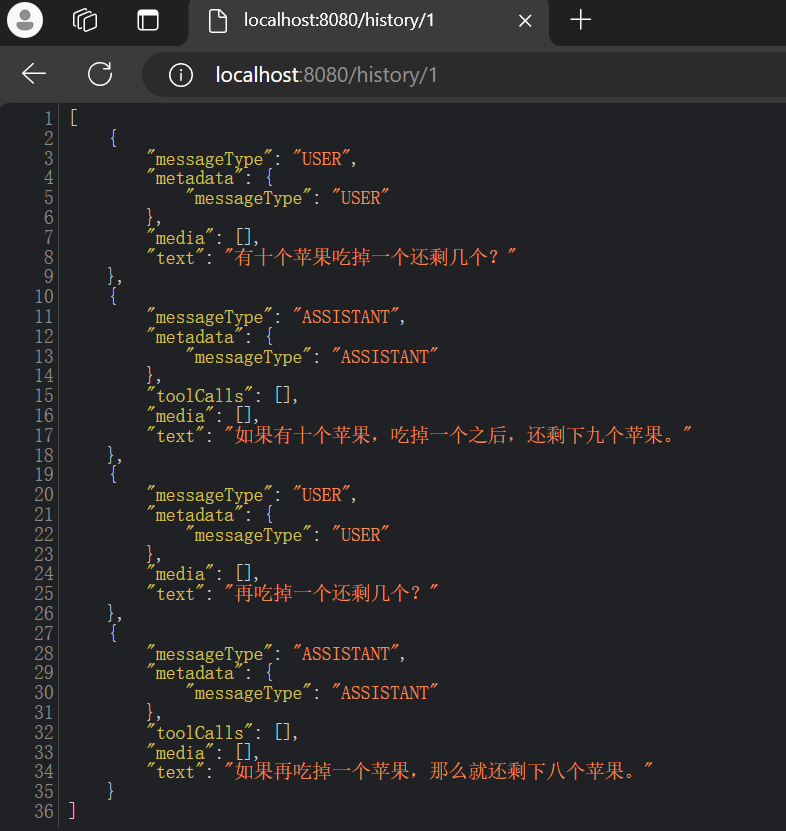 localhost:8080/history/1
localhost:8080/history/1
1 [
2     {
3         "messageType": "USER",
4         "metadata": {
5             "messageType": "USER"
6         },
7         "media": [],
8         "text": "有十个苹果吃掉一个还剩几个？"
9     },
10     {
11         "messageType": "ASSISTANT",
12         "metadata": {
13             "messageType": "ASSISTANT"
14         },
15         "toolCalls": [],
16         "media": [],
17         "text": "如果有十个苹果，吃掉一个之后，还剩下九个苹果。"
18     },
19     {
20         "messageType": "USER",
21         "metadata": {
22             "messageType": "USER"
23         },
24         "media": [],
25         "text": "再吃掉一个还剩几个？"
26     },
27     {
28         "messageType": "ASSISTANT",
29         "metadata": {
30             "messageType": "ASSISTANT"
31         },
32         "toolCalls": [],
33         "media": [],
34         "text": "如果再吃掉一个苹果，那么就还剩下八个苹果。"
35     }
36 ]